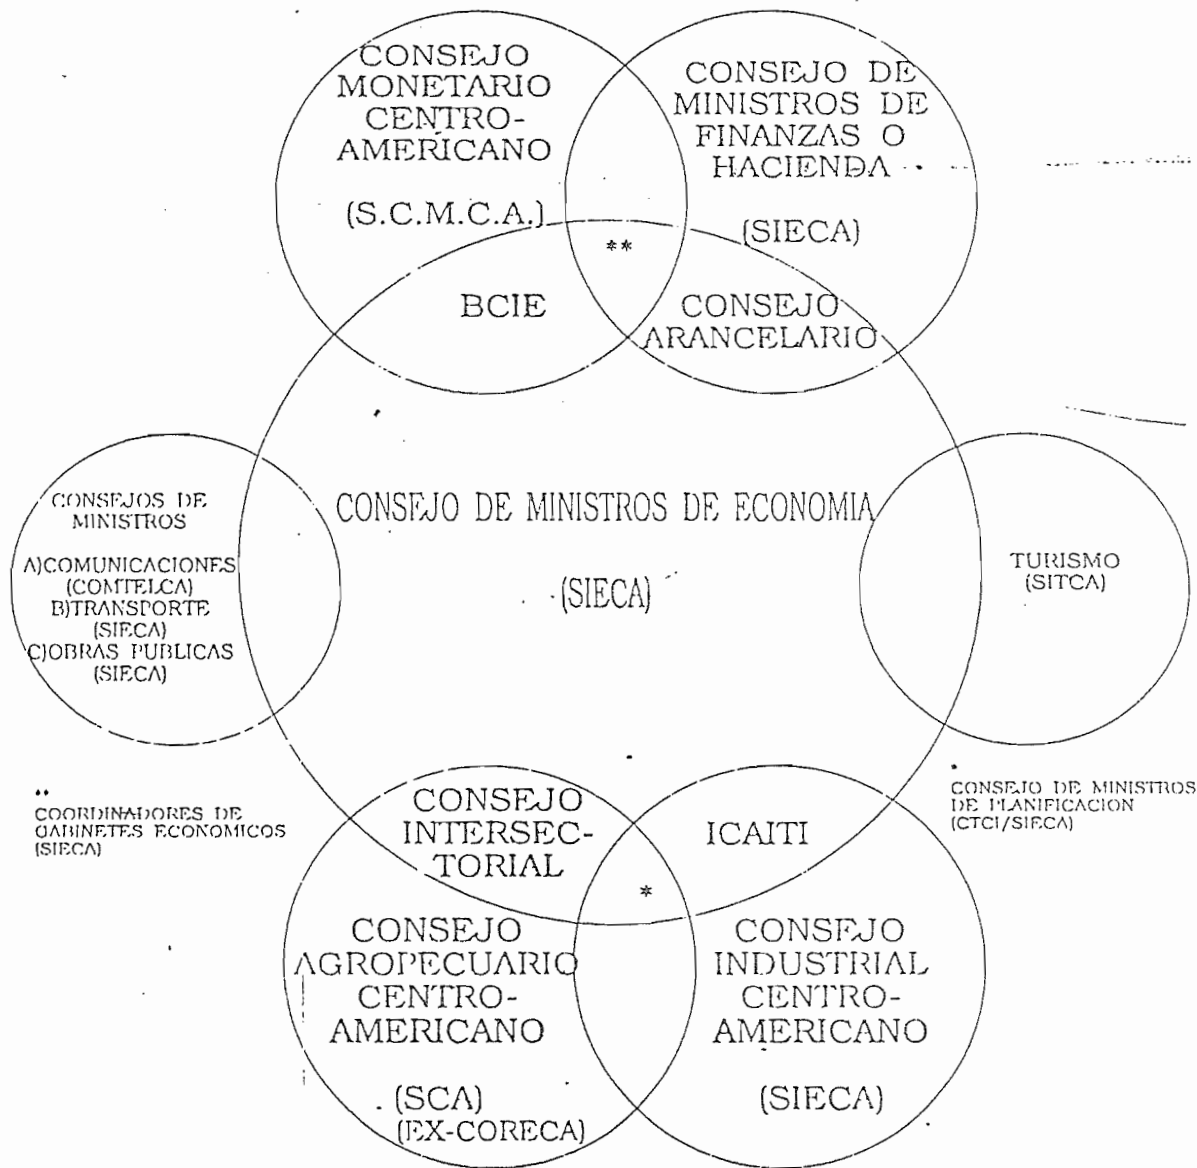 CONSEJO
MONETARIO
CENTRO-
AMERICANO
(S.C.M.C.A.)
CONSEJO DE
MINISTROS DE
FINANZAS O
HACIENDA
(SIECA)
**
BCIE
CONSEJO
ARANCELARIO
CONSEJOS DE
MINISTROS
A)COMUNICACIONES
(COMTELCA)
B)TRANSPORTE
(SIECA)
C)OBRAS PUBLICAS
(SIECA)
CONSEJO DE MINISTROS DE ECONOMIA
(SIECA)
TURISMO
(SITCA)
**
COORDINADORES DE
GABINETES ECONOMICOS
(SIECA)
*
CONSEJO DE MINISTROS
DE PLANIFICACION
(CTCI/SIECA)
CONSEJO
INTERSEC-
TORIAL
ICAITI
*
CONSEJO
AGROPECUARIO
CENTRO-
AMERICANO
(SCA)
(EX-CORECA)
CONSEJO
INDUSTRIAL
CENTRO-
AMERICANO
(SIECA)